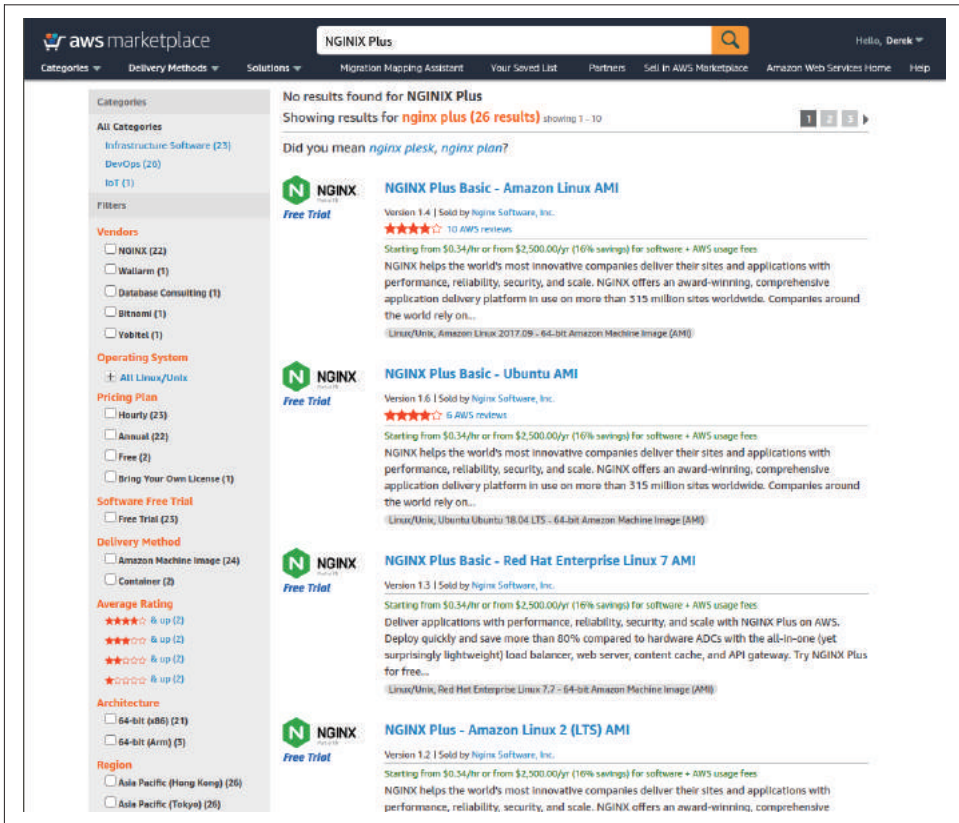 aws marketplace
NGINIX Plus
Hello, Derek
Categories Delivery Methods Solutions Migration Mapping Assistant Your Saved List Partners Sell in AWS Marketplace Amazon Web Services Home Help
Categories
All Categories
Infrastructure Software (23)
DevOps (26)
IoT (1)
Filters
Vendors
NGINX (22)
Wallarm (1)
Database Consulting (1)
Bitnami (1)
Yobitel (1)
Operating System
+ All Linux/Unix
Pricing Plan
Hourly (23)
Annual (22)
Free (2)
Bring Your Own License (1)
Software Free Trial
Free Trial (23)
Delivery Method
Amazon Machine Image (24)
Container (2)
Average Rating
& up (2)
& up (2)
& up (2)
& up (2)
Architecture
64-bit (x86) (21)
64-bit (Arm) (3)
Region
Asia Pacific (Hong Kong) (26)
Asia Pacific (Tokyo) (26)
No results found for NGINIX Plus
Showing results for nginx plus (26 results) showing 1 - 10
1 2 3
Did you mean nginx plesk, nginx plan?
N NGINX
Free Trial
NGINX Plus Basic - Amazon Linux AMI
Version 1.4 | Sold by Nginx Software, Inc.
10 AWS reviews
Starting from $0.34/hr or from $2,500.00/yr (16% savings) for software + AWS usage fees
NGINX helps the world's most innovative companies deliver their sites and applications with
performance, reliability, security, and scale. NGINX offers an award-winning, comprehensive
application delivery platform in use on more than 315 million sites worldwide. Companies around
the world rely on...
Linux/Unix, Amazon Linux 2017.09 - 64-bit Amazon Machine Image (AMI)
N NGINX
Free Trial
NGINX Plus Basic - Ubuntu AMI
Version 1.6 | Sold by Nginx Software, Inc.
6 AWS reviews
Starting from $0.34/hr or from $2,500.00/yr (16% savings) for software + AWS usage fees
NGINX helps the world's most innovative companies deliver their sites and applications with
performance, reliability, security, and scale. NGINX offers an award-winning, comprehensive
application delivery platform in use on more than 315 million sites worldwide. Companies around
the world rely on...
Linux/Unix, Ubuntu Ubuntu 18.04 LTS - 64-bit Amazon Machine Image (AMI)
N NGINX
Free Trial
NGINX Plus Basic - Red Hat Enterprise Linux 7 AMI
Version 1.3 | Sold by Nginx Software, Inc.
Starting from $0.34/hr or from $2,500.00/yr (16% savings) for software + AWS usage fees
Deliver applications with performance, reliability, security, and scale with NGINX Plus on AWS.
Deploy quickly and save more than 80% compared to hardware ADCs with the all-in-one (yet
surprisingly lightweight) load balancer, web server, content cache, and API gateway. Try NGINX Plus
for free...
Linux/Unix, Red Hat Enterprise Linux 7.7 - 64-bit Amazon Machine Image (AMI)
N NGINX
Free Trial
NGINX Plus - Amazon Linux 2 (LTS) AMI
Version 1.2 | Sold by Nginx Software, Inc.
Starting from $0.34/hr or from $2,500.00/yr (16% savings) for software + AWS usage fees
NGINX helps the world's most innovative companies deliver their sites and applications with
performance, reliability, security, and scale. NGINX offers an award-winning, comprehensive